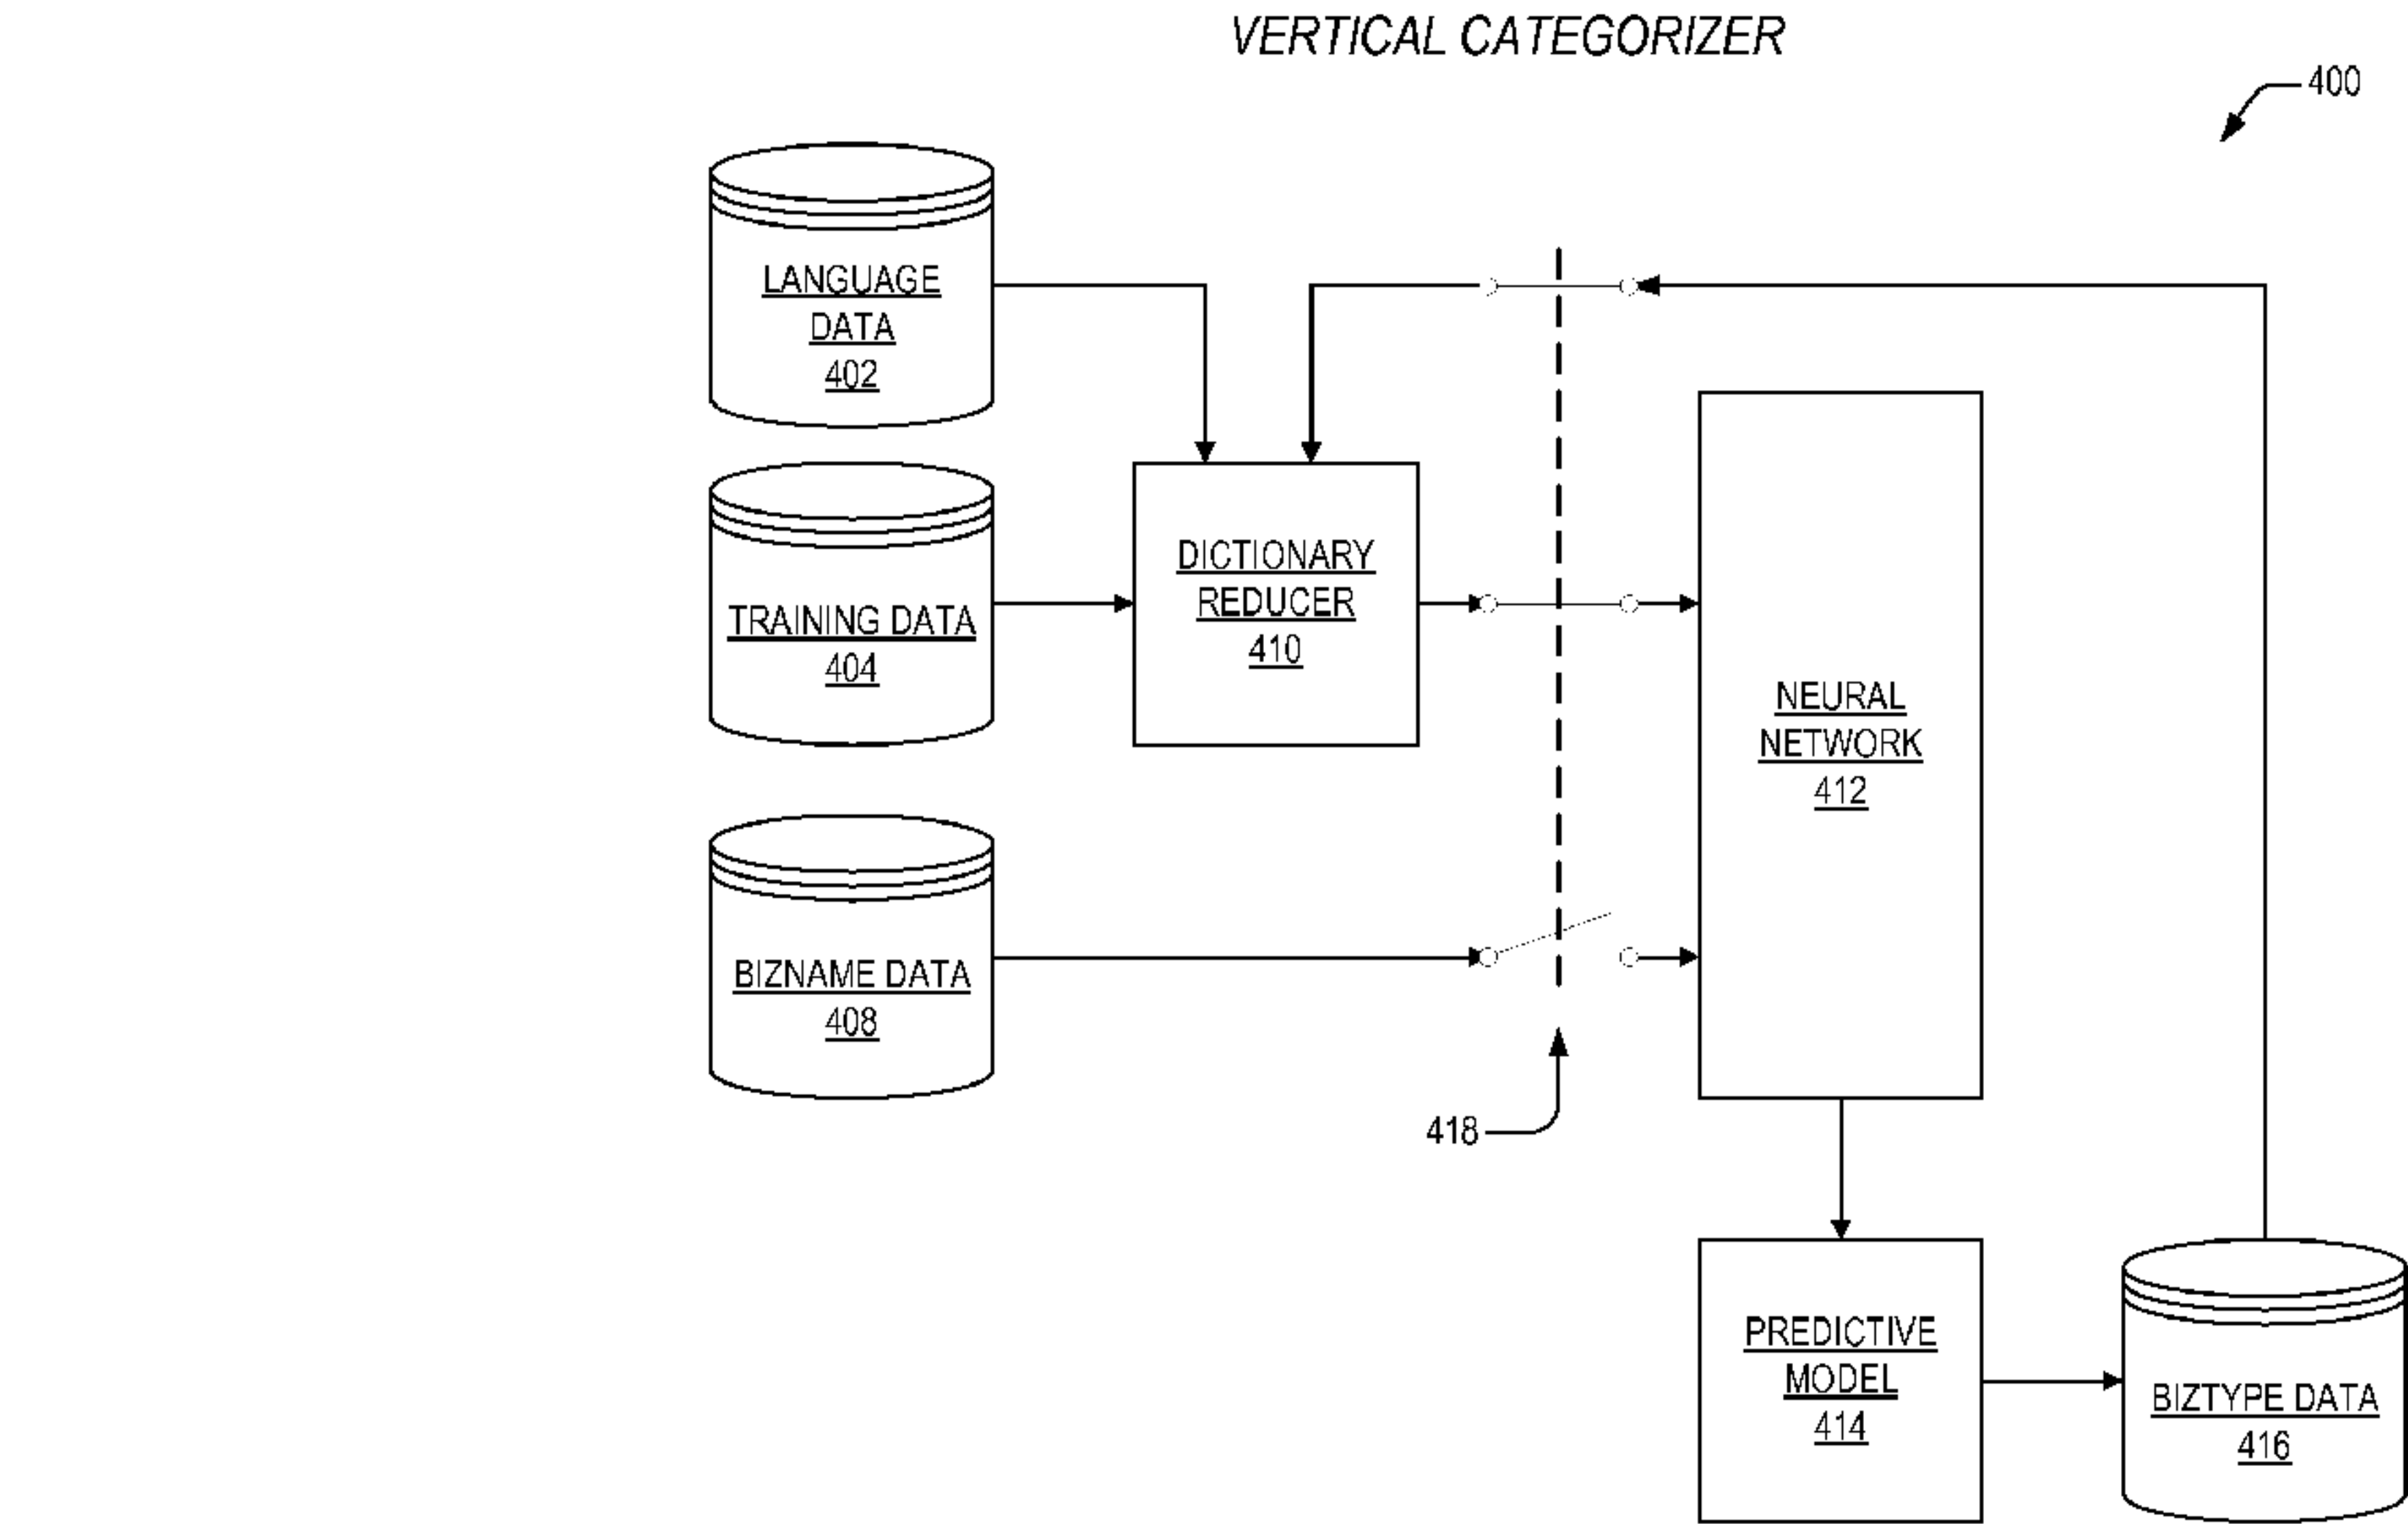 VERTICAL CATEGORIZER
400
LANGUAGE
DATA
402
TRAINING DATA
404
DICTIONARY
REDUCER
410
NEURAL
NETWORK
412
BIZNAME DATA
408
418
PREDICTIVE
MODEL
414
BIZTYPE DATA
416